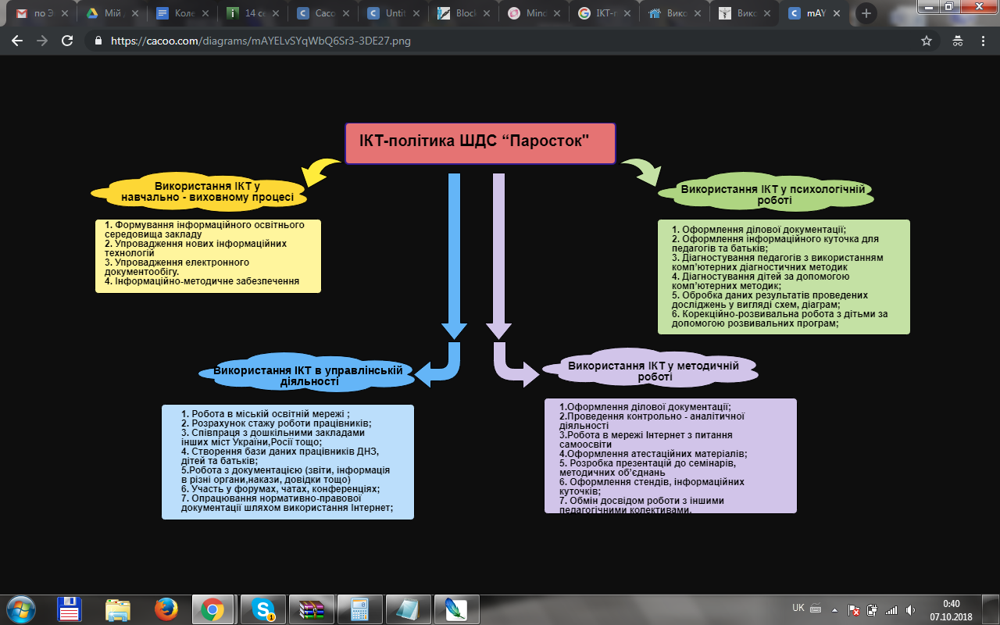 по Э
Мій
Коле
14 се
Caco
Untit
Block
Mind
ІКТ-п
Вико
Вико
mAY
https://cacoo.com/diagrams/mAYELvSYqWbQ6Sr3-3DE27.png
ІКТ-політика ШДС “Паросток"
Використання ІКТ у
навчально - виховному процесі
1. Формування інформаційного освітнього
середовища закладу
2. Упровадження нових інформаційних
технологій
3. Упровадження електронного
документообігу.
4. Інформаційно-методичне забезпечення
Використання ІКТ у психологічній
роботі
1. Оформлення ділової документації;
2. Оформлення інформаційного куточка для
педагогів та батьків;
3. Діагностування педагогів з використанням
комп’ютерних діагностичних методик
4. Діагностування дітей за допомогою
комп’ютерних методик;
5. Обробка даних результатів проведених
досліджень у вигляді схем, діаграм;
6. Корекційно-розвивальна робота з дітьми за
допомогою розвивальних програм;
Використання ІКТ в управлінській
діяльності
1. Робота в міській освітній мережі ;
2. Розрахунок стажу роботи працівників;
3. Співпраця з дошкільними закладами
інших міст України,Росії тощо;
4. Створення бази даних працівників ДНЗ,
дітей та батьків;
5.Робота з документацією (звіти, інформація
в різні органи,накази, довідки тощо)
6. Участь у форумах, чатах, конференціях;
7. Опрацювання нормативно-правової
документації шляхом використання Інтернет;
Використання ІКТ у методичній
роботі
1.Оформлення ділової документації;
2.Проведення контрольно - аналітичної
діяльності
3.Робота в мережі Інтернет з питання
самоосвіти
4.Оформлення атестаційних матеріалів;
5. Розробка презентацій до семінарів,
методичних об’єднань
6. Оформлення стендів, інформаційних
куточків;
7. Обмін досвідом роботи з іншими
педагогічними колективами.
UK
0:40
07.10.2018